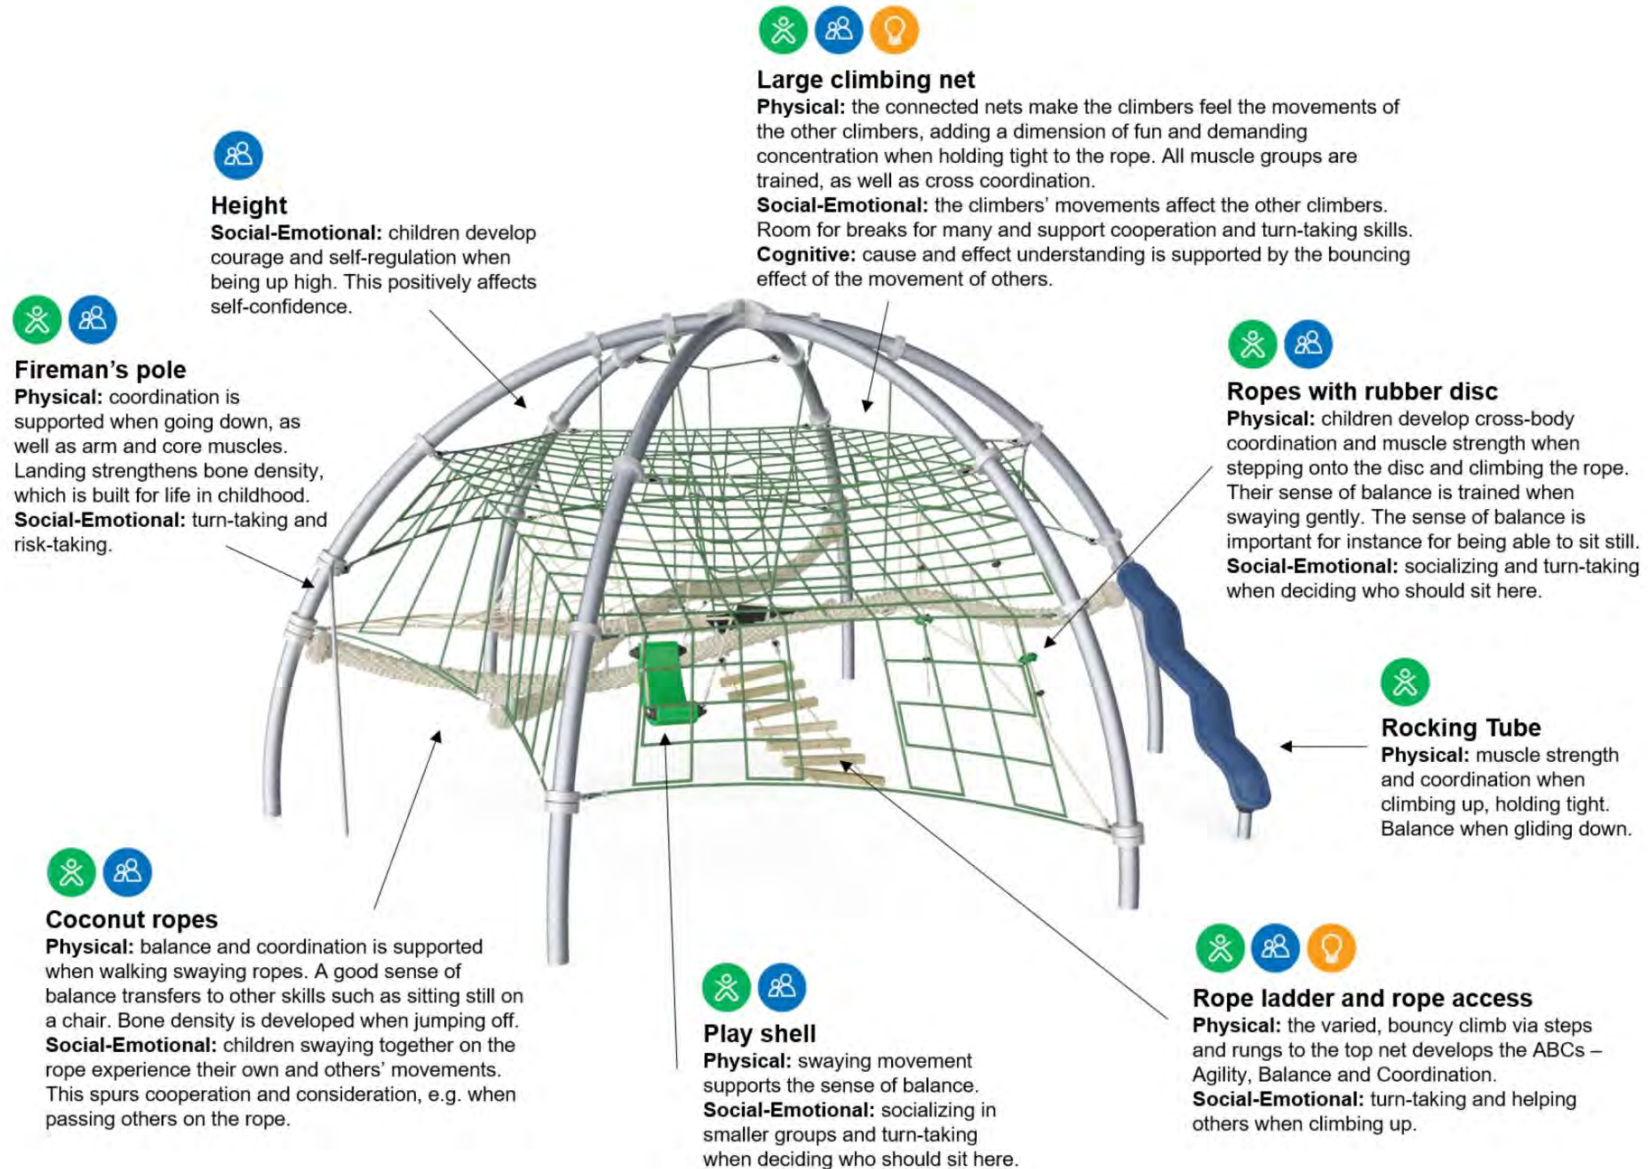 Large climbing net
Physical: the connected nets make the climbers feel the movements of
the other climbers, adding a dimension of fun and demanding
concentration when holding tight to the rope. All muscle groups are
trained, as well as cross coordination.
Social-Emotional: the climbers' movements affect the other climbers.
Room for breaks for many and support cooperation and turn-taking skills.
Cognitive: cause and effect understanding is supported by the bouncing
effect of the movement of others.
Height
Social-Emotional: children develop
courage and self-regulation when
being up high. This positively affects
self-confidence.
Fireman's pole
Physical: coordination is
supported when going down, as
well as arm and core muscles.
Landing strengthens bone density,
which is built for life in childhood.
Social-Emotional: turn-taking and
risk-taking.
Ropes with rubber disc
Physical: children develop cross-body
coordination and muscle strength when
stepping onto the disc and climbing the rope.
Their sense of balance is trained when
swaying gently. The sense of balance is
important for instance for being able to sit still.
Social-Emotional: socializing and turn-taking
when deciding who should sit here.
Rocking Tube
Physical: muscle strength
and coordination when
climbing up, holding tight.
Balance when gliding down.
Coconut ropes
Physical: balance and coordination is supported
when walking swaying ropes. A good sense of
balance transfers to other skills such as sitting still on
a chair. Bone density is developed when jumping off.
Social-Emotional: children swaying together on the
rope experience their own and others' movements.
This spurs cooperation and consideration, e.g. when
passing others on the rope.
Play shell
Physical: swaying movement
supports the sense of balance.
Social-Emotional: socializing in
smaller groups and turn-taking
when deciding who should sit here.
Rope ladder and rope access
Physical: the varied, bouncy climb via steps
and rungs to the top net develops the ABCs –
Agility, Balance and Coordination.
Social-Emotional: turn-taking and helping
others when climbing up.